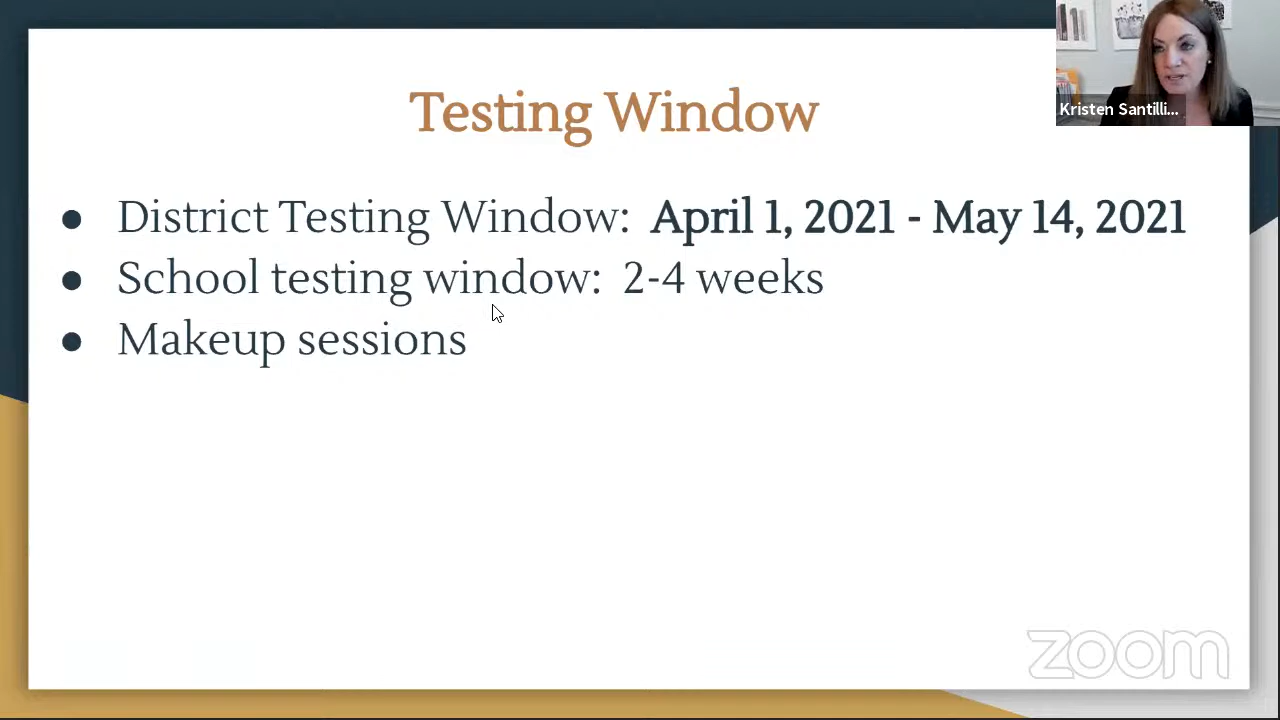 Testing Window
Kristen Santilli...
● District Testing Window: April 1, 2021 - May 14, 2021
● School testing window: 2-4 weeks
● Makeup sessions
zoom